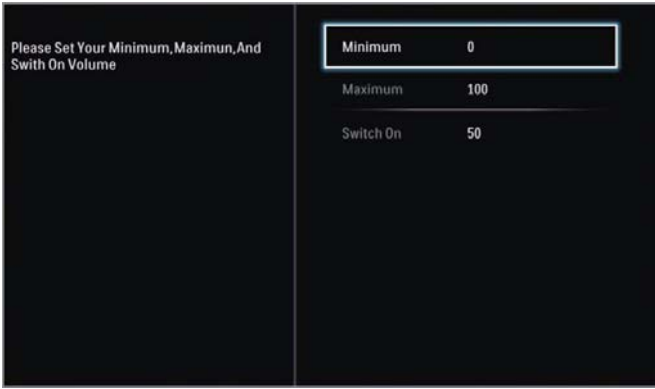 Please Set Your Minimum,Maximun,And
Swith On Volume
Minimum 0
Maximum 100
Switch On 50